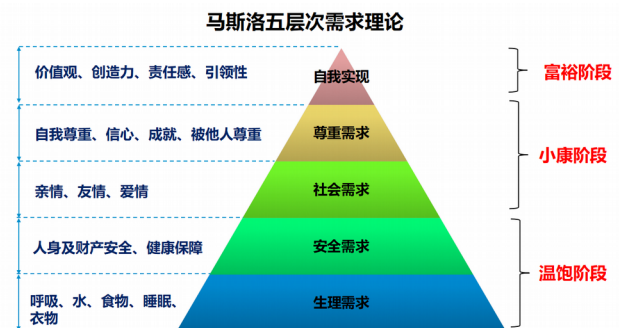 马斯洛五层次需求理论
价值观、创造力、责任感、引领性
自我实现
富裕阶段
自我尊重、信心、成就、被他人尊重
尊重需求
小康阶段
亲情、友情、爱情
社会需求
人身及财产安全、健康保障
安全需求
温饱阶段
呼吸、水、食物、睡眠、
衣物
生理需求